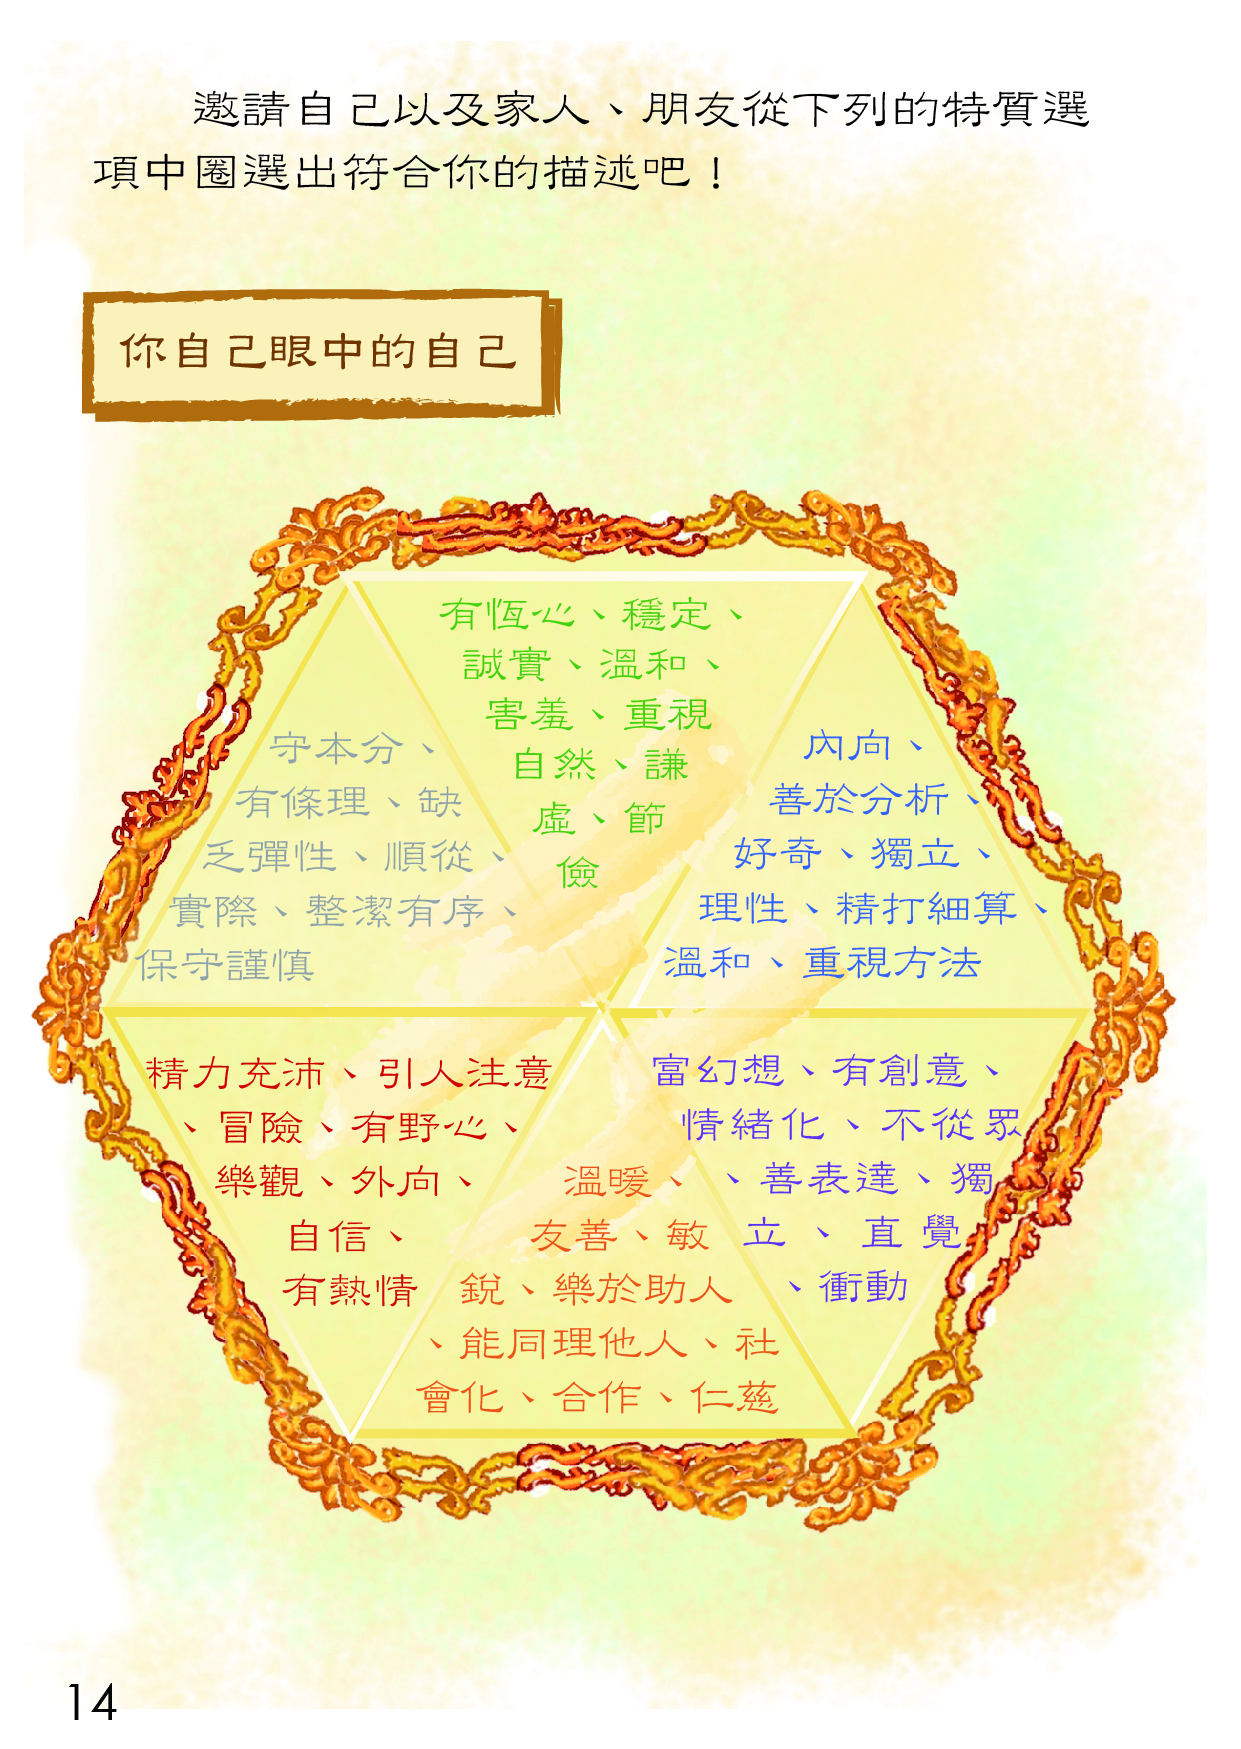 邀請自己以及家人、朋友從下列的特質選
項中圈選出符合你的描述吧！
你自己眼中的自己
有恆心、穩定、
誠實、溫和、
害羞、重視
自然、謙
虛、節
儉
守本分、
有條理、缺
乏彈性、順從、
實際、整潔有序、
保守謹慎
內向、
善於分析、
好奇、獨立、
理性、精打細算、
溫和、重視方法
精力充沛、引人注意
、冒險、有野心、
樂觀、外向、
自信、
有熱情
溫暖、
友善、敏
銳、樂於助人
、能同理他人、社
會化、合作、仁慈
富幻想、有創意、
情緒化、不從眾
、善表達、獨
立、直覺
、衝動
14